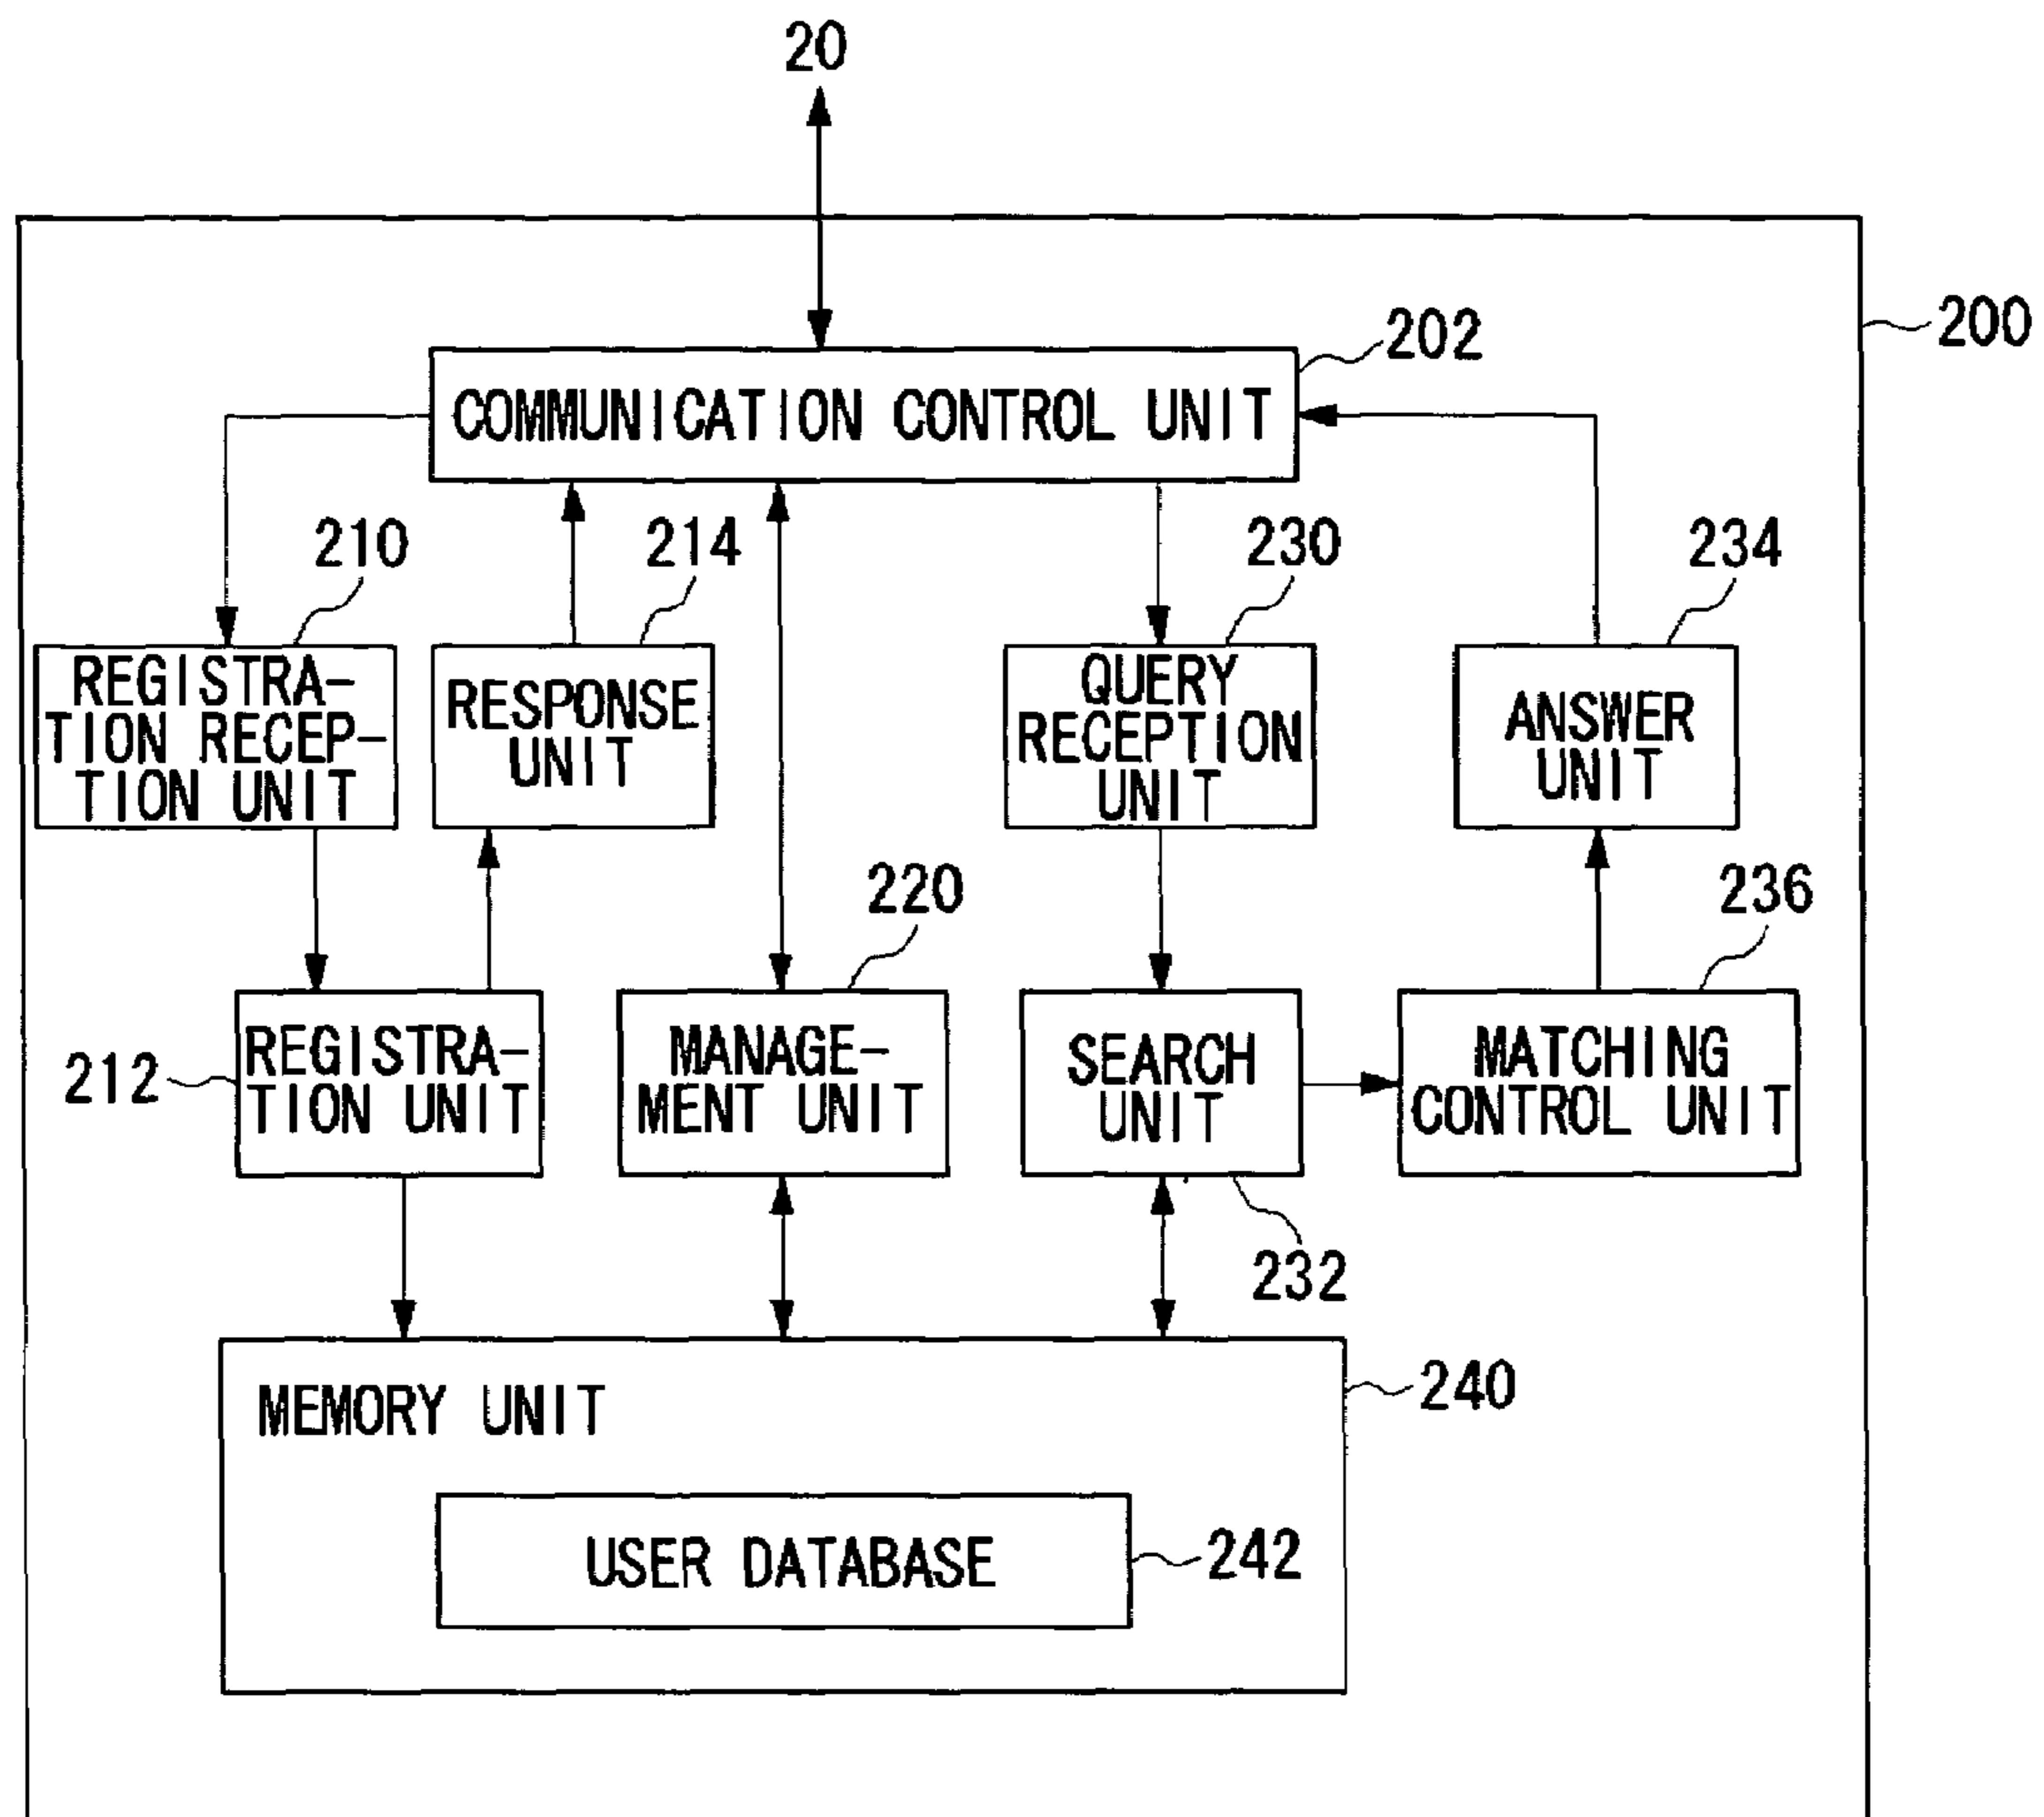 20
200
202
COMMUNICATION CONTROL UNIT
210
214
230
234
REGISTRA-
TION RECEP-
TION UNIT
RESPONSE
UNIT
QUERY
RECEPTION
UNIT
ANSWER
UNIT
220
236
212
REGISTRA-
TION UNIT
MANAGE-
MENT UNIT
SEARCH
UNIT
MATCHING
CONTROL UNIT
232
240
MEMORY UNIT
USER DATABASE
242